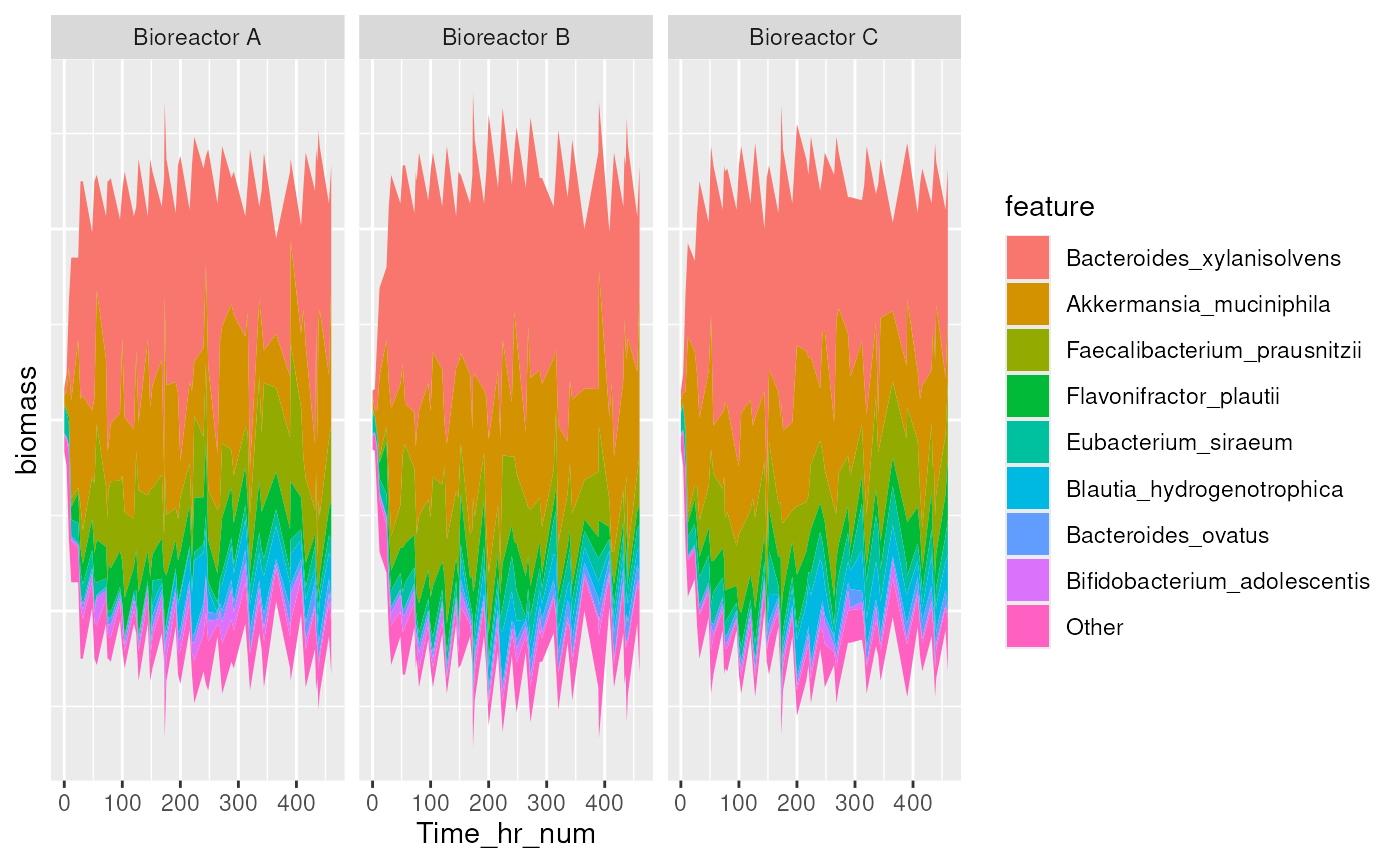 Bioreactor A
Bioreactor B
Bioreactor C
biomass
0 100 200 300 400
0 100 200 300 400
0 100 200 300 400
Time_hr_num
feature
Bacteroides_xylanisolvens
Akkermansia_muciniphila
Faecalibacterium_prausnitzii
Flavonifractor_plautii
Eubacterium_siraeum
Blautia_hydrogenotrophica
Bacteroides_ovatus
Bifidobacterium_adolescentis
Other